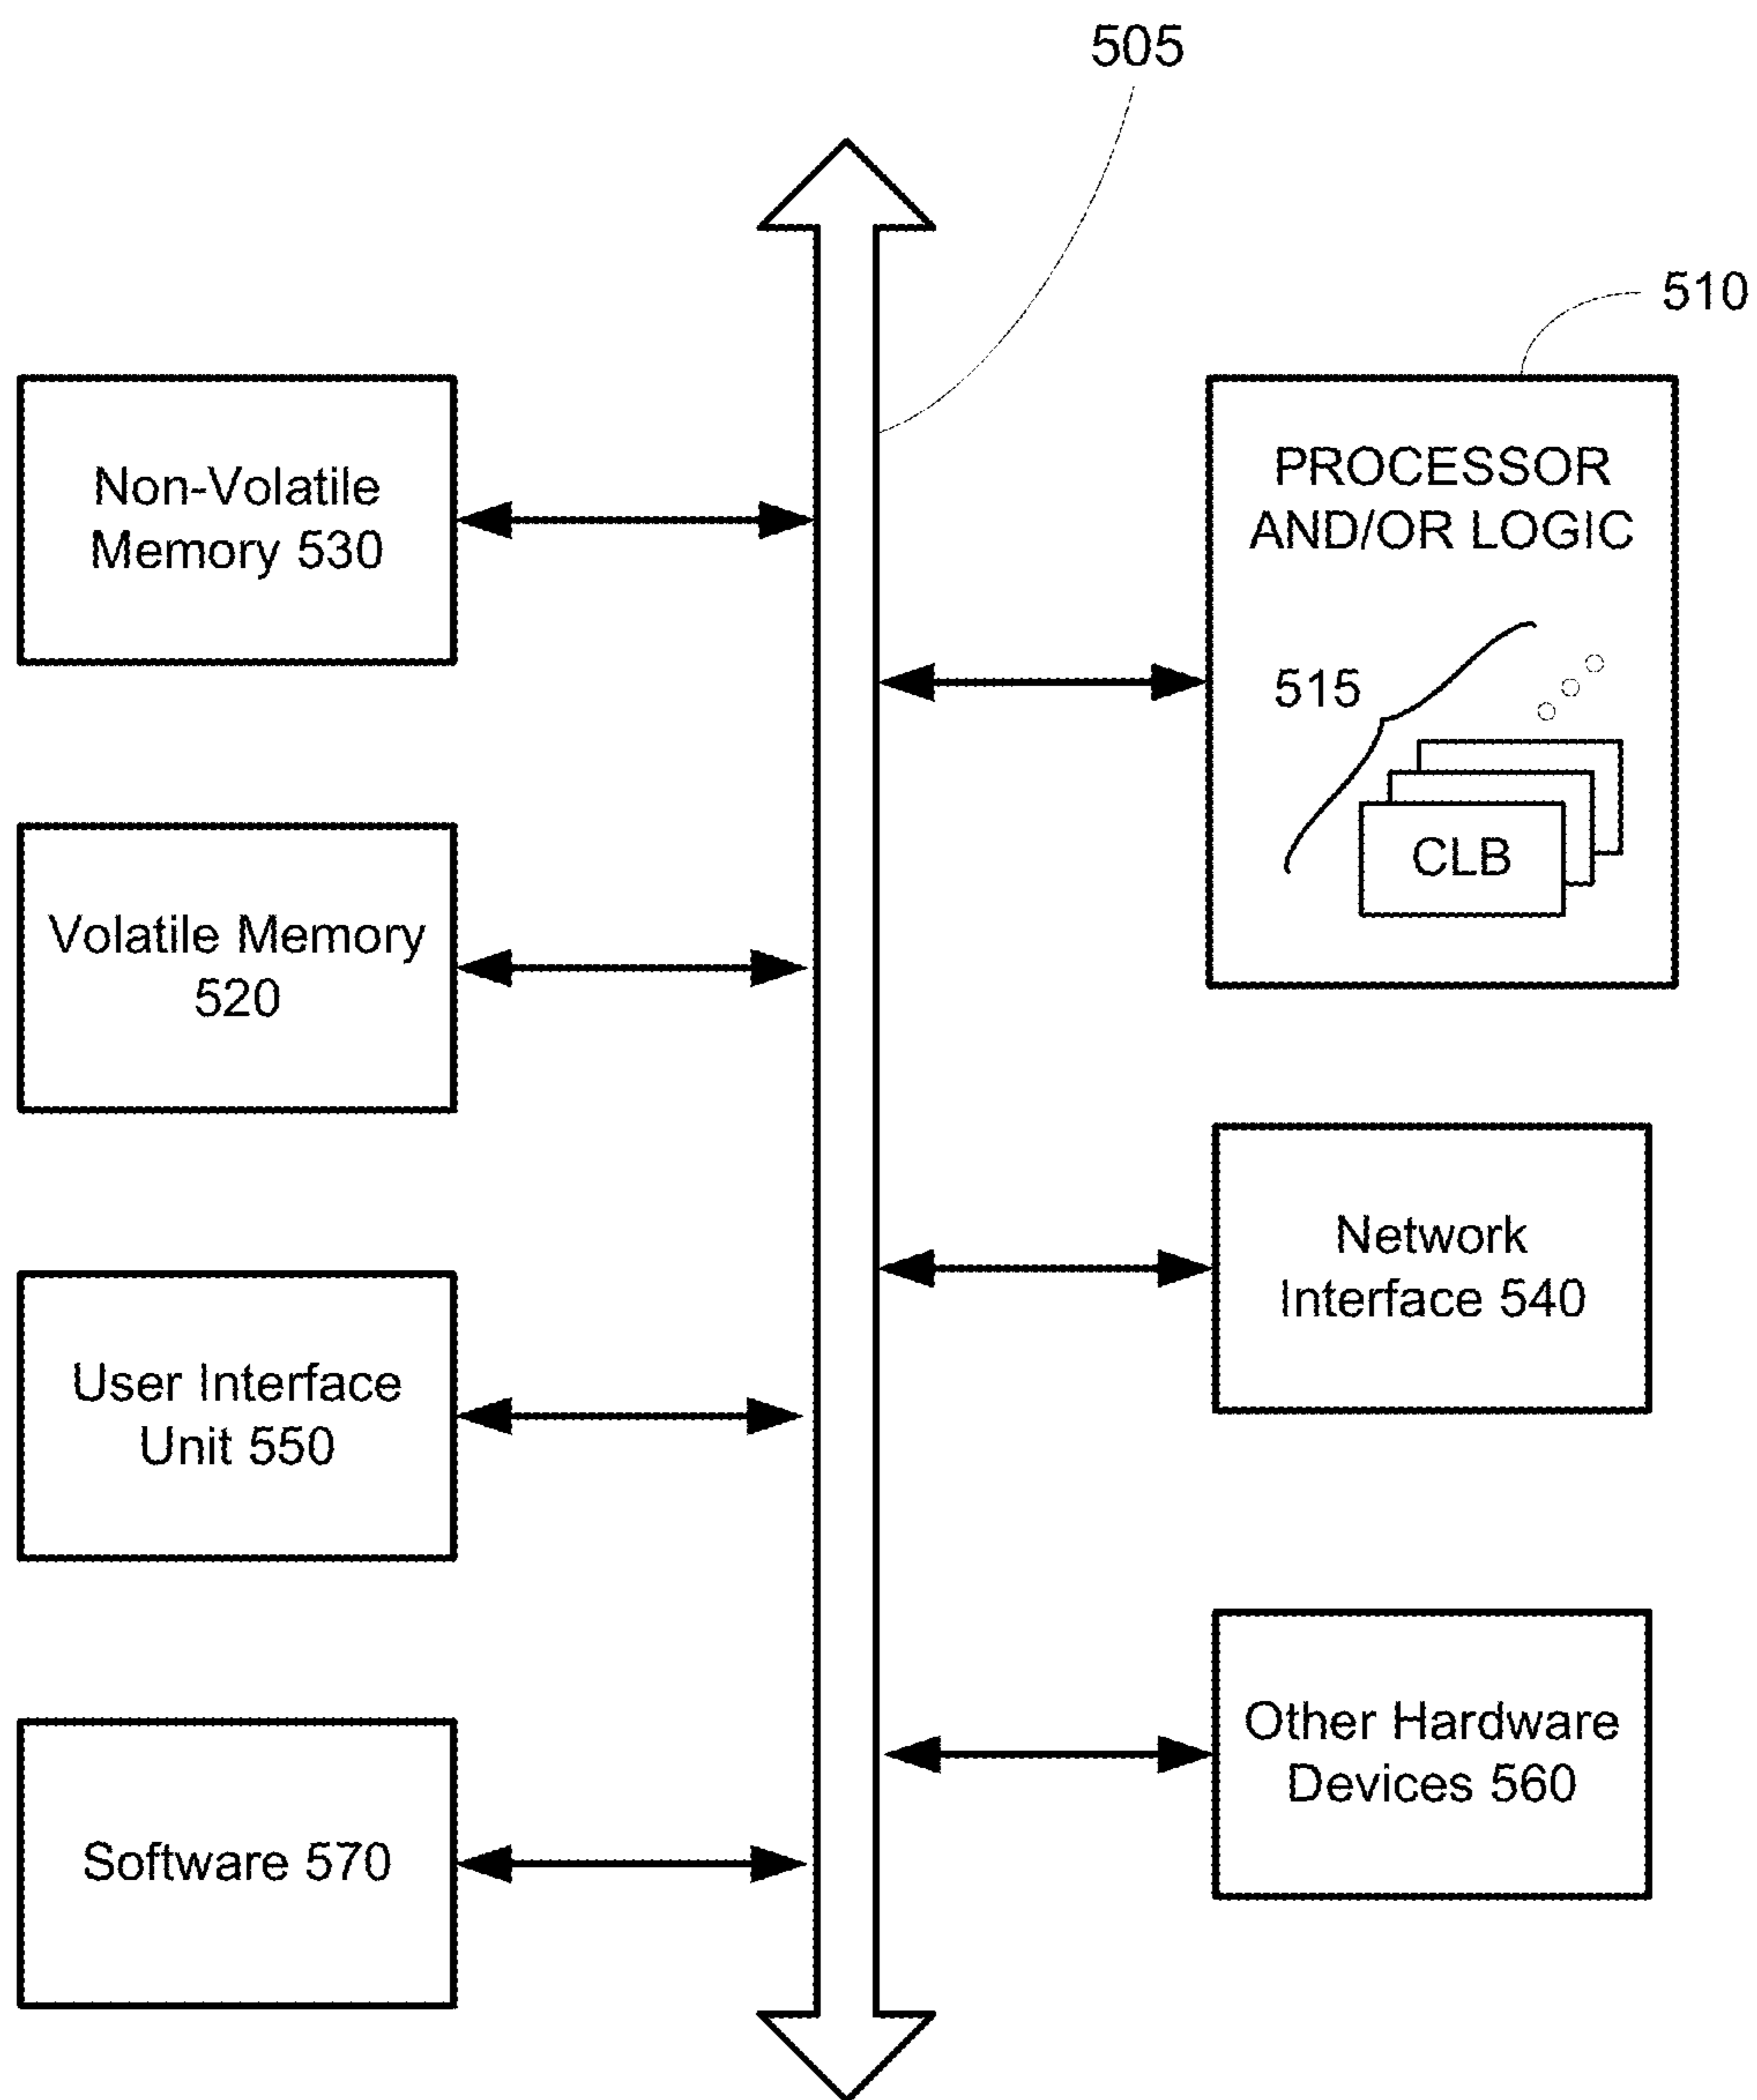 505
510
Non-Volatile
Memory 530
PROCESSOR
AND/OR LOGIC
515
CLB
Volatile Memory
520
Network
Interface 540
User Interface
Unit 550
Other Hardware
Devices 560
Software 570